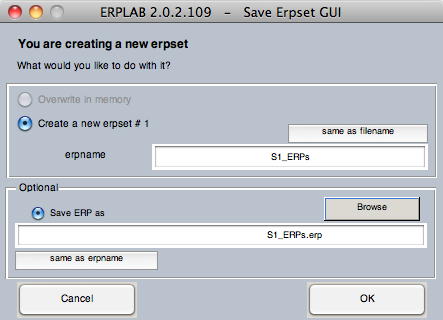 ERPLAB 2.0.2.109 - Save Erpset GUI
You are creating a new erpset
What would you like to do with it?
Overwrite in memory
Create a new erpset # 1
same as filename
erpname
S1_ERPs
Optional
Save ERP as
Browse
S1_ERPs.erp
same as erpname
Cancel
OK